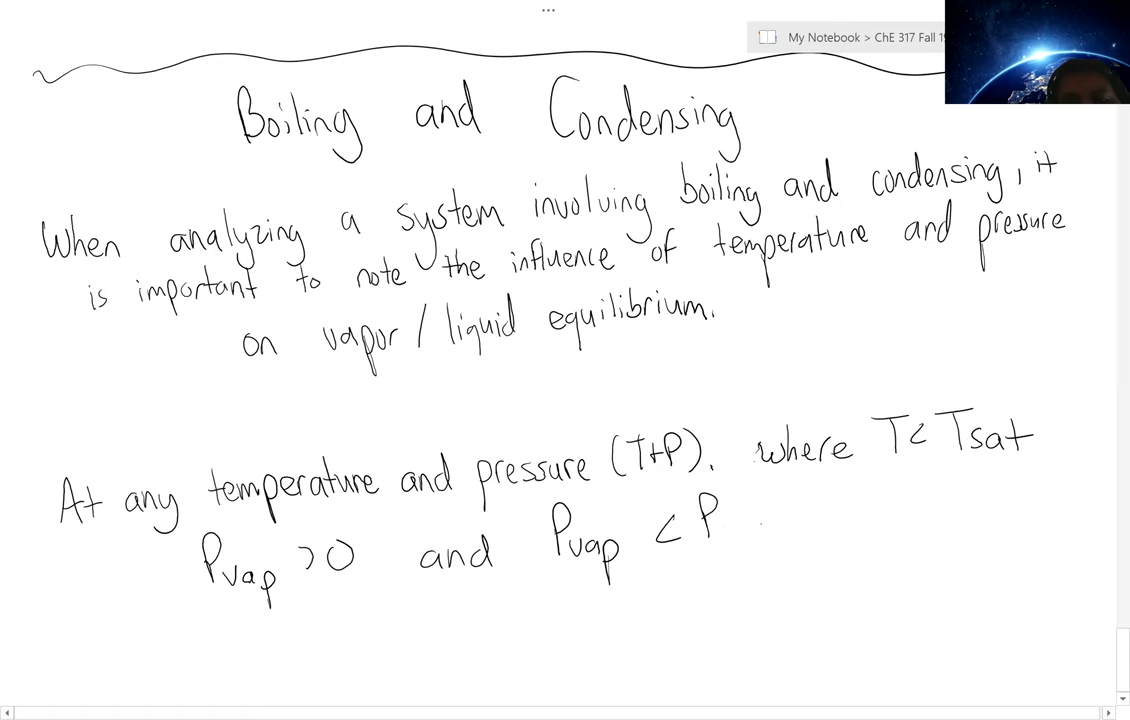 ...
My Notebook > ChE 317 Fall 19
Boiling and Condensing
When analyzing a system involving boiling and condensing, it
is important to note the influence of temperature and pressure
on vapor / liquid equilibrium.
At any temperature and pressure (T+P). where T< Tsat
Pvap >0 and Pvap < P